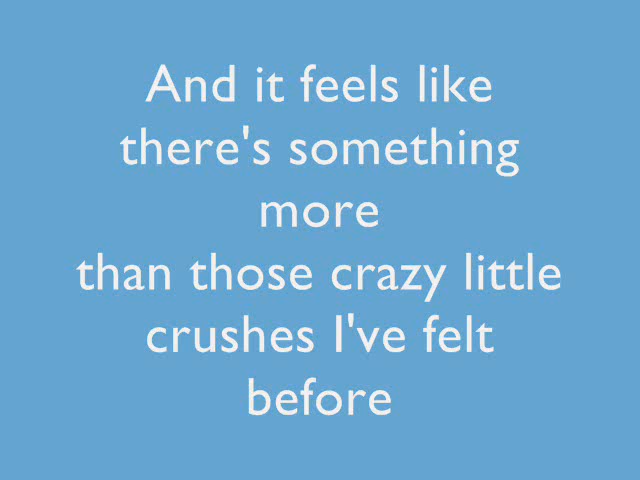 And it feels like
there's something
more
than those crazy little
crushes I've felt
before